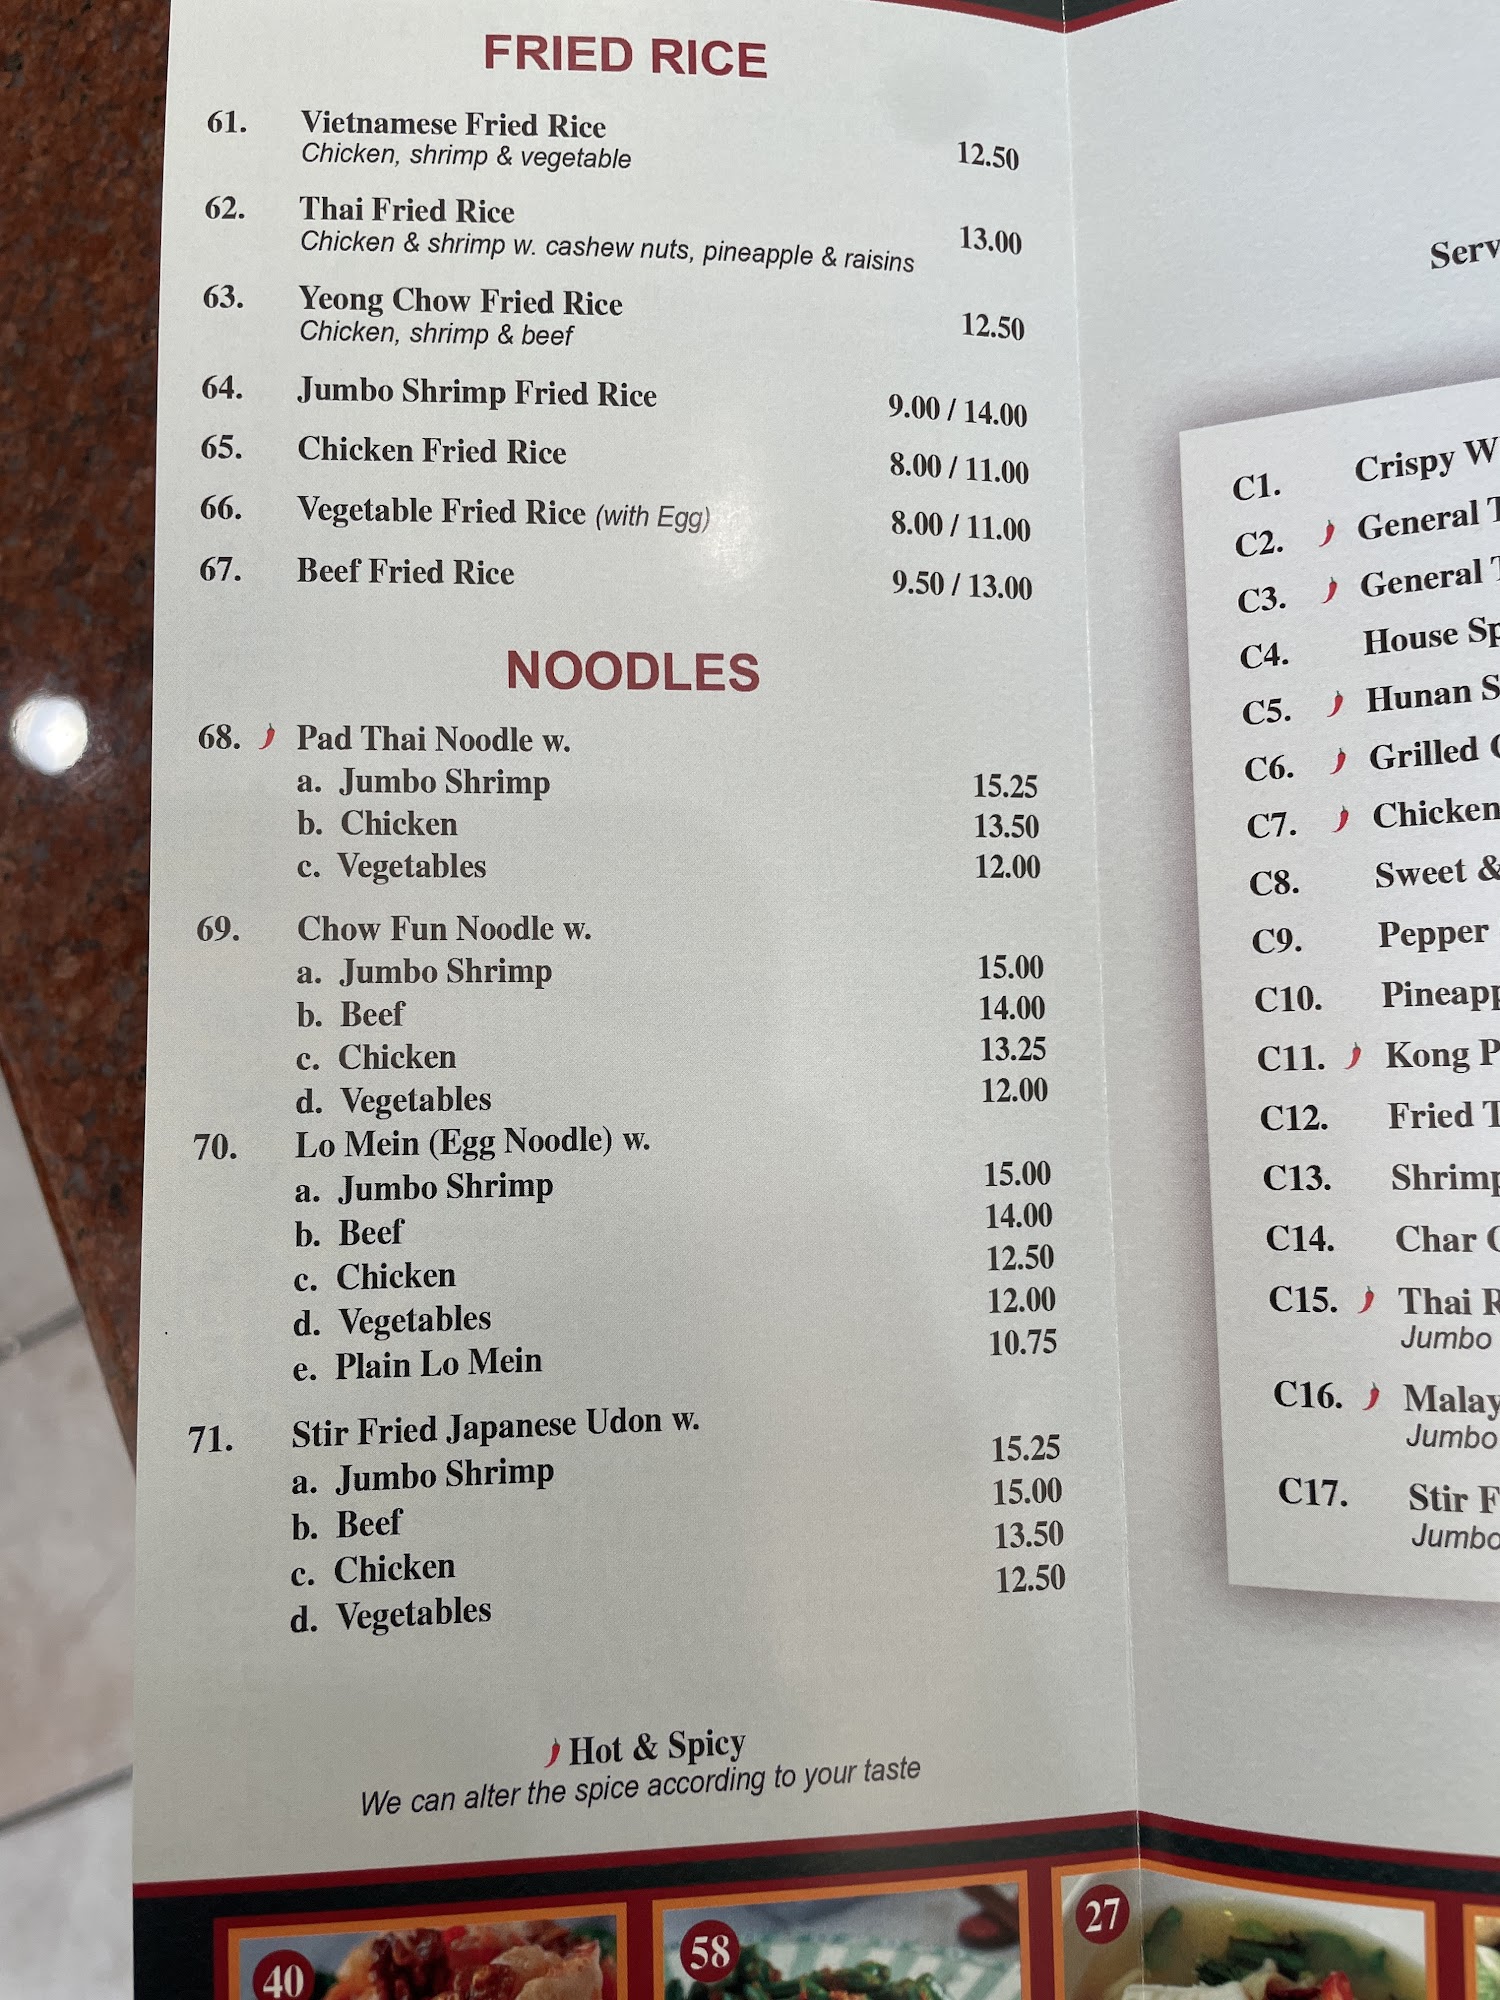 FRIED RICE
61. Vietnamese Fried Rice 12.50
Chicken, shrimp & vegetable
62. Thai Fried Rice 13.00
Chicken & shrimp w. cashew nuts, pineapple & raisins
63. Yeong Chow Fried Rice 12.50
Chicken, shrimp & beef
64. Jumbo Shrimp Fried Rice 9.00 / 14.00
65. Chicken Fried Rice 8.00 / 11.00
66. Vegetable Fried Rice (with Egg) 8.00 / 11.00
67. Beef Fried Rice 9.50 / 13.00
NOODLES
68. Pad Thai Noodle w.
a. Jumbo Shrimp 15.25
b. Chicken 13.50
c. Vegetables 12.00
69. Chow Fun Noodle w.
a. Jumbo Shrimp 15.00
b. Beef 14.00
c. Chicken 13.25
d. Vegetables 12.00
70. Lo Mein (Egg Noodle) w.
a. Jumbo Shrimp 15.00
b. Beef 14.00
c. Chicken 12.50
d. Vegetables 12.00
e. Plain Lo Mein 10.75
71. Stir Fried Japanese Udon w.
a. Jumbo Shrimp 15.25
b. Beef 15.00
c. Chicken 13.50
d. Vegetables 12.50
Hot & Spicy
We can alter the spice according to your taste
40
58
27
C1. Crispy
C2. General
C3. General
C4. House
C5. Hunan
C6. Grilled
C7. Chicken
C8. Sweet &
C9. Pepper
C10.
C11. Kong
C12. Fried
C13.
C14. Char
C15. Thai
Jumbo
C16.
Jumbo
C17. Stir
Jumbo